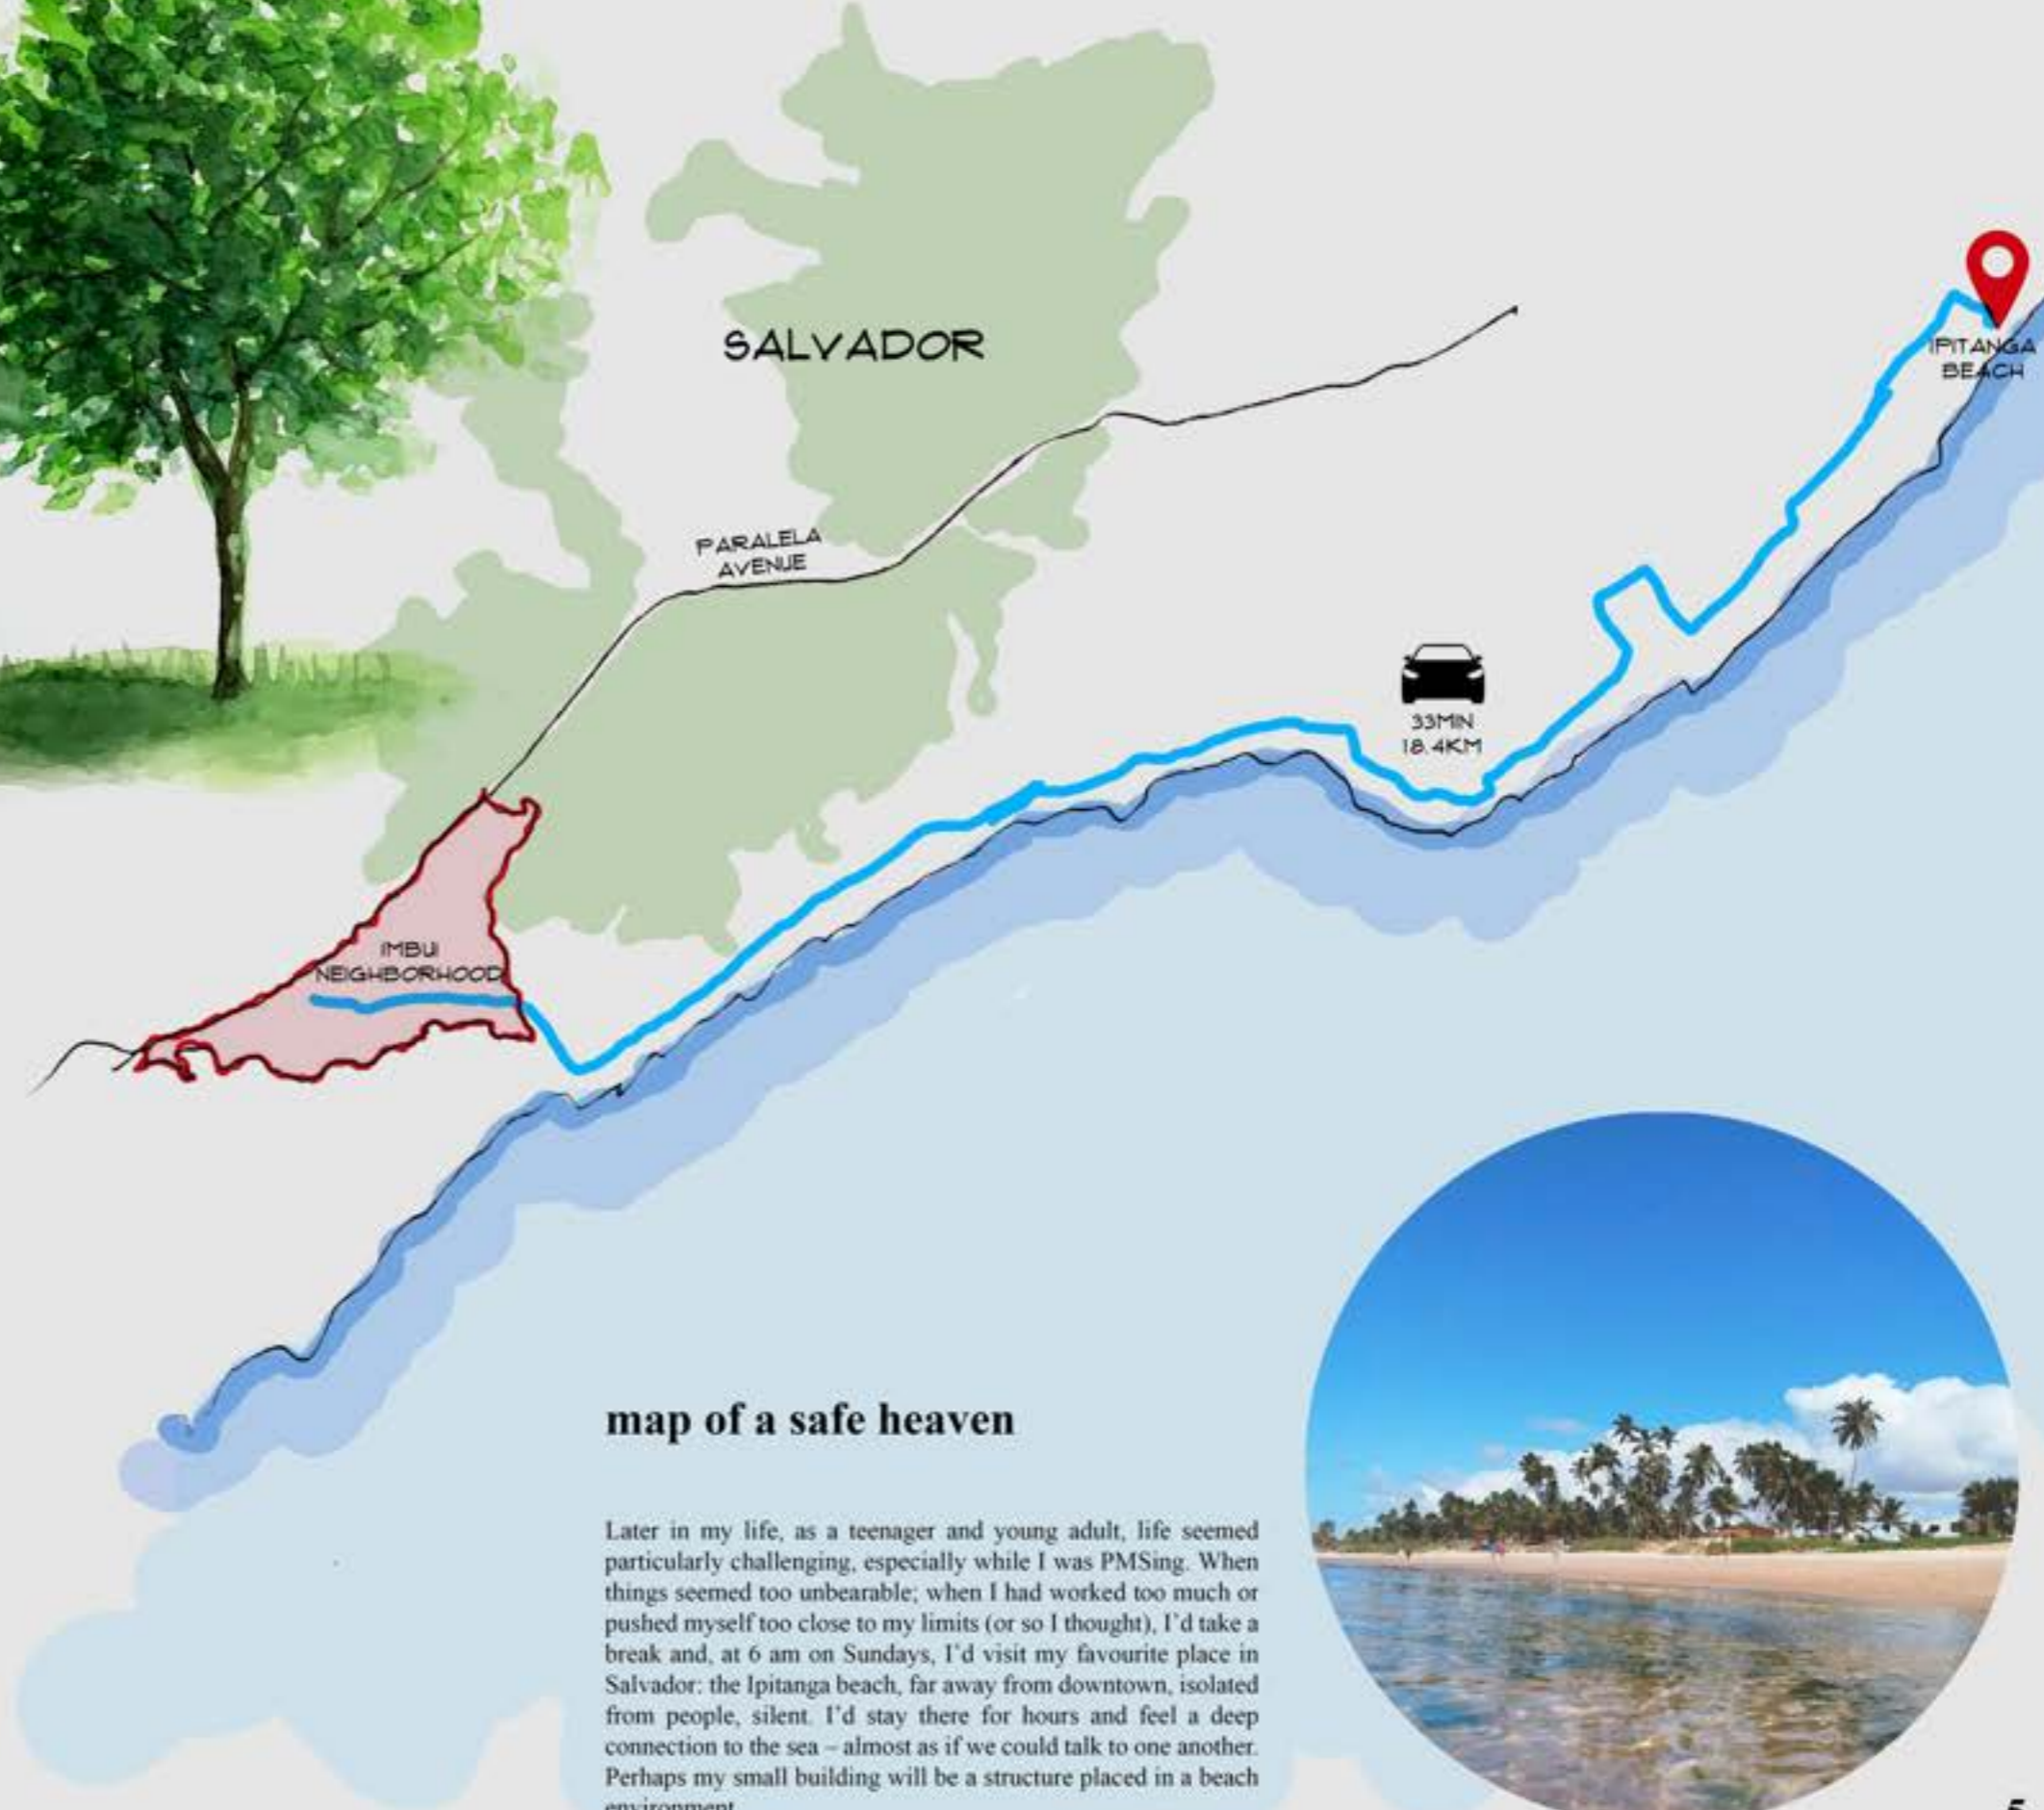 SALVADOR
IPITANGA
BEACH
PARALELA
AVENUE
33MIN
18.4KM
IMBUI
NEIGHBORHOOD
map of a safe heaven
Later in my life, as a teenager and young adult, life seemed
particularly challenging, especially while I was PMSing. When
things seemed too unbearable; when I had worked too much or
pushed myself too close to my limits (or so I thought), I'd take a
break and, at 6 am on Sundays, I'd visit my favourite place in
Salvador: the Ipitanga beach, far away from downtown, isolated
from people, silent. I'd stay there for hours and feel a deep
connection to the sea – almost as if we could talk to one another.
Perhaps my small building will be a structure placed in a beach
environment.